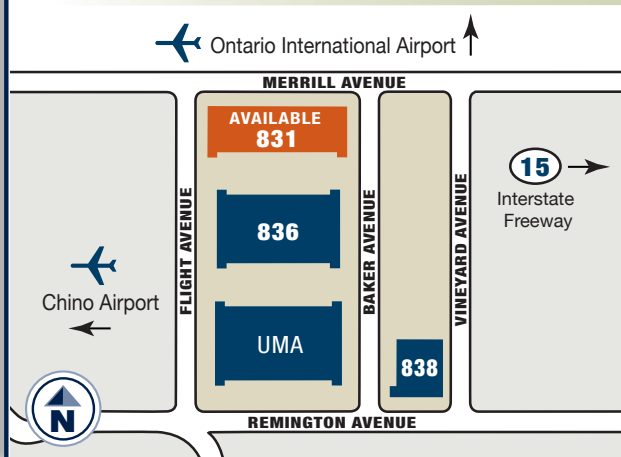 Ontario International Airport
MERRILL AVENUE
AVAILABLE
831
15
Interstate
Freeway
836
FLIGHT AVENUE
BAKER AVENUE
VINEYARD AVENUE
Chino Airport
UMA
838
N
REMINGTON AVENUE